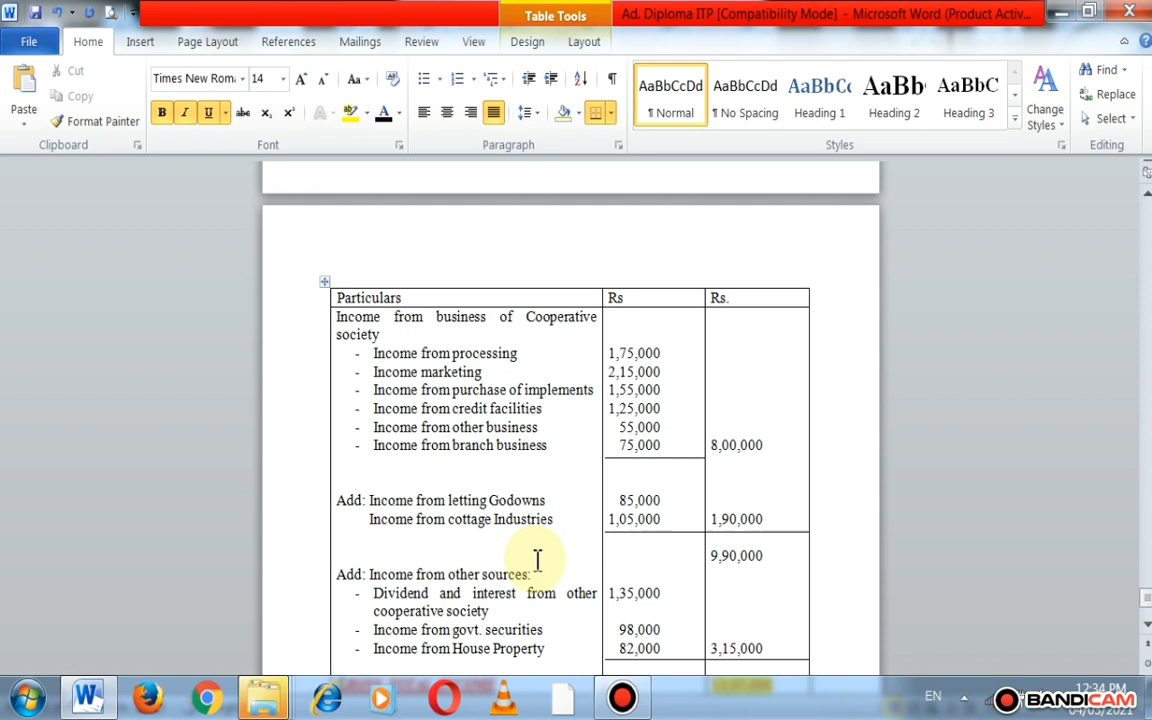 Table Tools
Ad. Diploma ITP [Compatibility Mode] - Microsoft Word (Product Activ...
File Home Insert Page Layout References Mailings Review View Design Layout
Paste
Cut
Copy
Format Painter
Clipboard
Times New Rom 14
Font
Paragraph
AaBbCcDd AaBbCcDd AaBbCc AaBb AaBbC
¶ Normal ¶ No Spacing Heading 1 Heading 2 Heading 3
Change Styles
Styles
Find
Replace
Select
Editing
Particulars Rs Rs.
Income from business of Cooperative
society
- Income from processing 1,75,000
- Income marketing 2,15,000
- Income from purchase of implements 1,55,000
- Income from credit facilities 1,25,000
- Income from other business 55,000
- Income from branch business 75,000 8,00,000
Add: Income from letting Godowns 85,000
Income from cottage Industries 1,05,000 1,90,000
9,90,000
Add: Income from other sources:
- Dividend and interest from other 1,35,000
cooperative society
- Income from govt. securities 98,000
- Income from House Property 82,000 3,15,000
EN
12:34 PM
BANDICAM